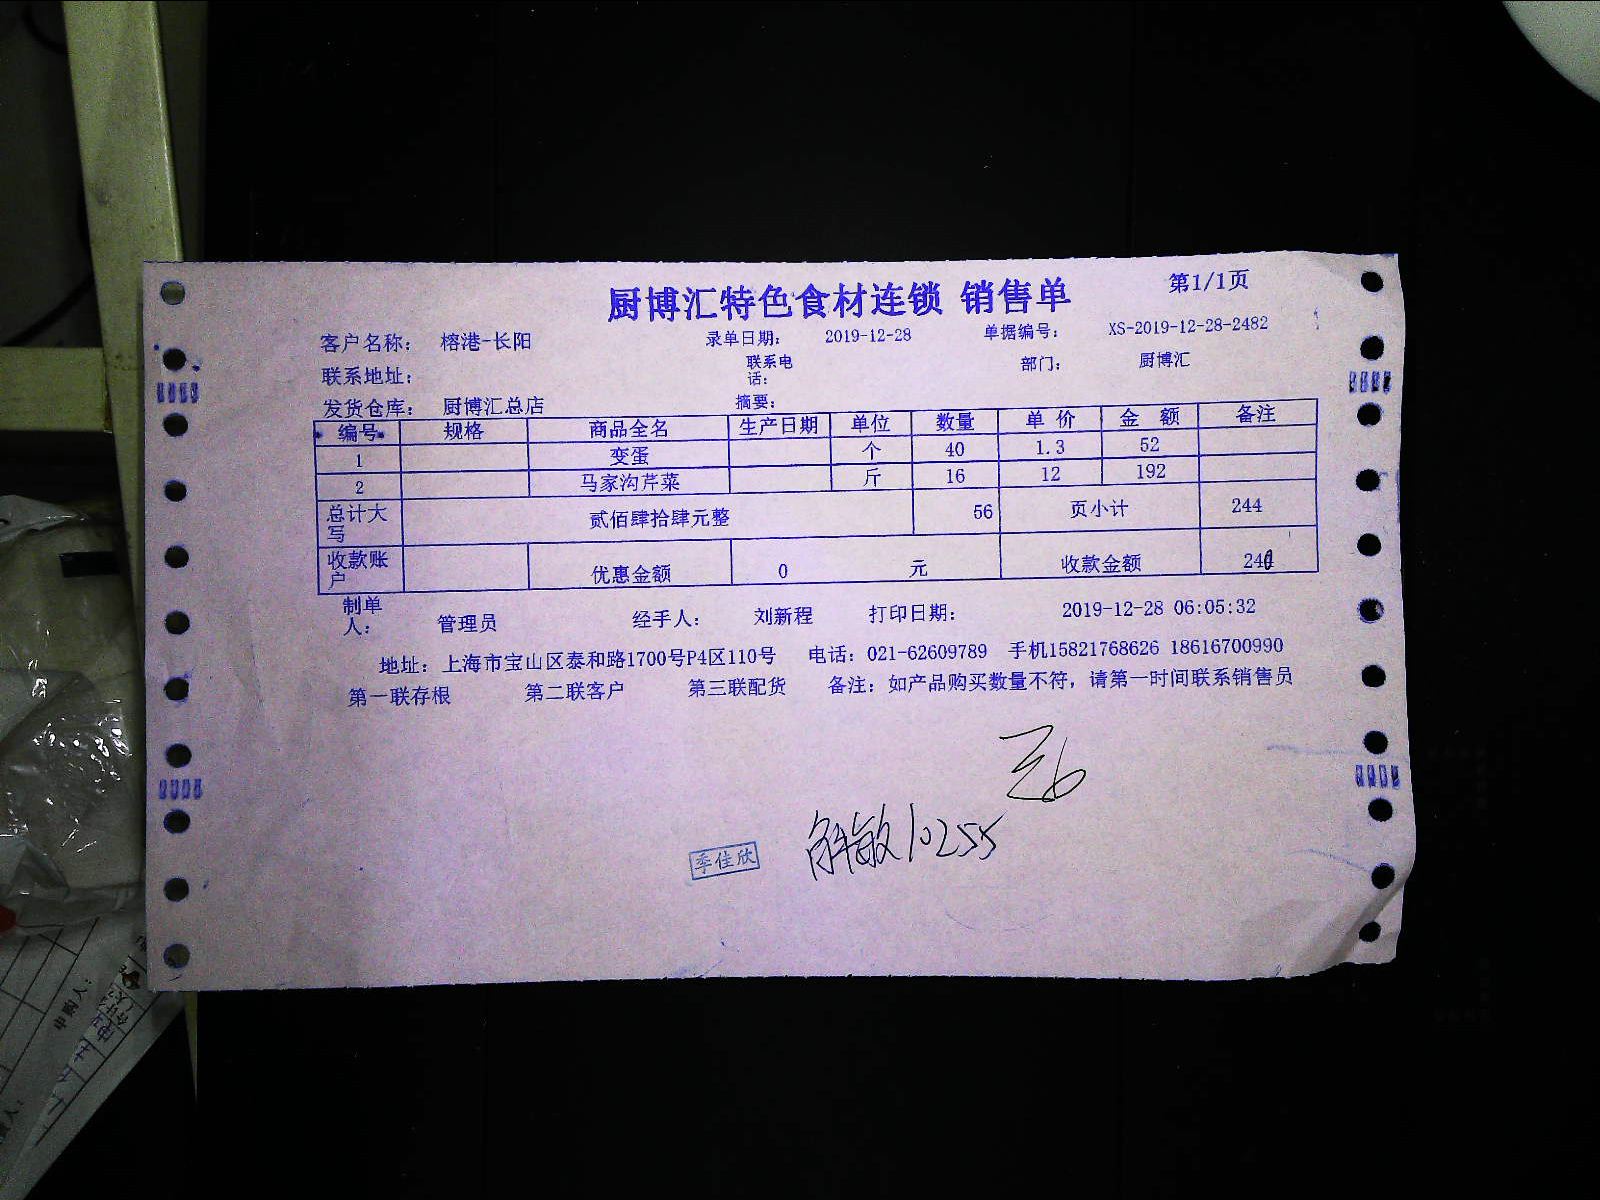 厨博汇特色食材连锁 销售单 第1/1页
客户名称: 榕港-长阳 录单日期: 2019-12-28 单据编号: XS-2019-12-28-2482
联系地址: 联系电话: 部门: 厨博汇
发货仓库: 厨博汇总店 摘要:
编号 规格 商品全名 生产日期 单位 数量 单价 金额 备注
1 变蛋 个 40 1.3 52
2 马家沟芹菜 斤 16 12 192
总计大写 贰佰肆拾肆元整 56 页小计 244
收款账户 优惠金额 0 元 收款金额
制单人: 管理员 经手人: 刘新程 打印日期: 2019-12-28 06:05:32
地址: 上海市宝山区泰和路1700号P4区110号 电话: 021-62609789 手机15821768626 18616700990
第一联存根 第二联客户 第三联配货 备注: 如产品购买数量不符, 请第一时间联系销售员
解敏10255
季佳欣
申购人: